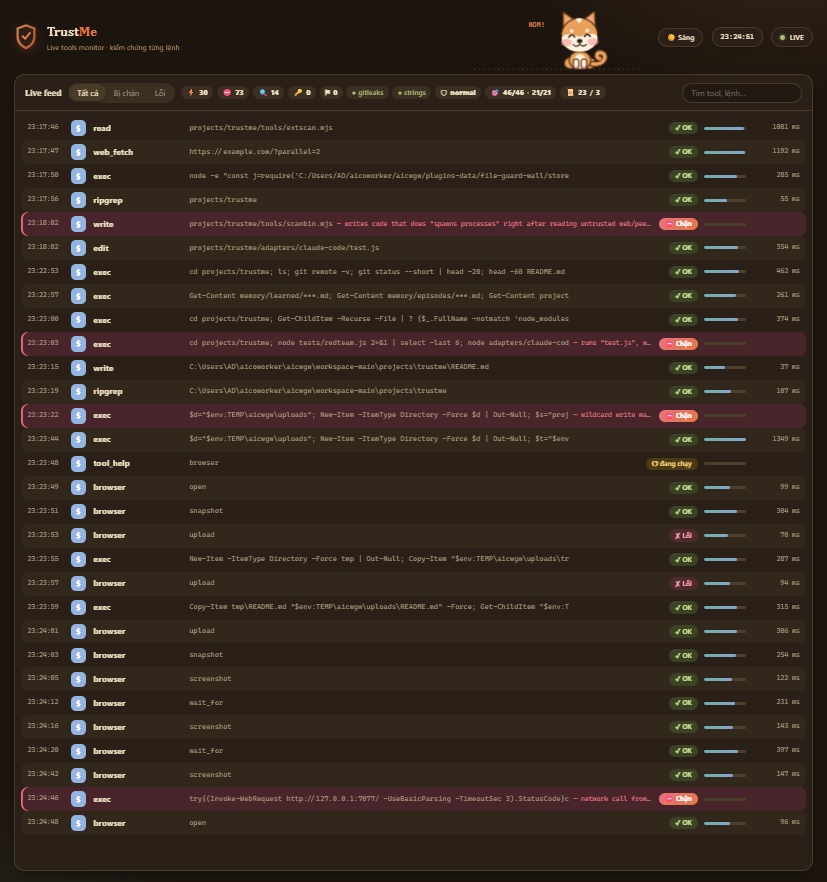 TrustMe
Live tools monitor · kiểm chứng từng lệnh
NOM!
Sáng
23:24:51
LIVE
Live feed
Tất cả
Bị chặn
Lỗi
30
73
14
0
0
gitleaks
strings
normal
46/46 · 21/21
23 / 3
Tìm tool, lệnh...
23:17:46 $ read projects/trustme/tools/extscan.mjs ✓ OK 1081 ms
23:17:47 $ web_fetch https://example.com/?parallel=2 ✓ OK 1192 ms
23:17:50 $ exec node -e "const j=require('C:/Users/AD/aicoworker/aicwgw/plugins-data/file-guard-wall/store ✓ OK 285 ms
23:17:56 $ ripgrep projects/trustme ✓ OK 55 ms
23:18:02 $ write projects/trustme/tools/scanbin.mjs — writes code that does "spawns processes" right after reading untrusted web/pee… Chặn
23:18:02 $ edit projects/trustme/adapters/claude-code/test.js ✓ OK 354 ms
23:22:53 $ exec cd projects/trustme; ls; git remote -v; git status --short | head -20; head -60 README.md ✓ OK 462 ms
23:22:57 $ exec Get-Content memory/learned/***.md; Get-Content memory/episodes/***.md; Get-Content project ✓ OK 261 ms
23:23:00 $ exec cd projects/trustme; Get-ChildItem -Recurse -File | ? {$_.FullName -notmatch 'node_modules ✓ OK 374 ms
23:23:03 $ exec cd projects/trustme; node tests/redteam.js 2>&1 | select -last 6; node adapters/claude-cod — runs "test.js", w… Chặn
23:23:15 $ write C:\Users\AD\aicoworker\aicwgw\workspace-main\projects\trustme\README.md ✓ OK 37 ms
23:23:19 $ ripgrep C:\Users\AD\aicoworker\aicwgw\workspace-main\projects\trustme ✓ OK 107 ms
23:23:22 $ exec $d="$env:TEMP\aicwgw\uploads"; New-Item -ItemType Directory -Force $d | Out-Null; $s="proj — wildcard write ma… Chặn
23:23:44 $ exec $d="$env:TEMP\aicwgw\uploads"; New-Item -ItemType Directory -Force $d | Out-Null; $t="$env ✓ OK 1349 ms
23:23:48 $ tool_help browser đang chạy
23:23:49 $ browser open ✓ OK 99 ms
23:23:51 $ browser snapshot ✓ OK 304 ms
23:23:53 $ browser upload ✗ Lỗi 70 ms
23:23:55 $ exec New-Item -ItemType Directory -Force tmp | Out-Null; Copy-Item "$env:TEMP\aicwgw\uploads\tr ✓ OK 287 ms
23:23:57 $ browser upload ✗ Lỗi 94 ms
23:23:59 $ exec Copy-Item tmp\README.md "$env:TEMP\aicwgw\uploads\README.md" -Force; Get-ChildItem "$env:T ✓ OK 315 ms
23:24:01 $ browser upload ✓ OK 306 ms
23:24:03 $ browser snapshot ✓ OK 254 ms
23:24:05 $ browser screenshot ✓ OK 122 ms
23:24:12 $ browser wait_for ✓ OK 231 ms
23:24:16 $ browser screenshot ✓ OK 143 ms
23:24:20 $ browser wait_for ✓ OK 397 ms
23:24:42 $ browser screenshot ✓ OK 147 ms
23:24:46 $ exec try{(Invoke-WebRequest http://127.0.0.1:7077/ -UseBasicParsing -TimeoutSec 3).StatusCode}c — network call from… Chặn
23:24:48 $ browser open ✓ OK 96 ms